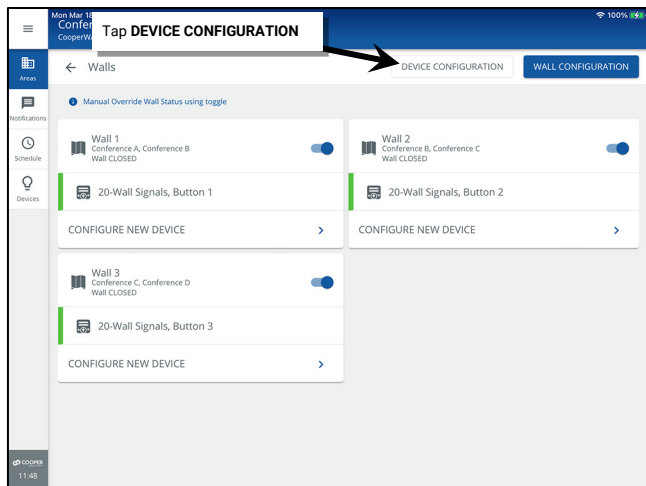 Mon Mar 18
100%
Confer
CooperW
Tap DEVICE CONFIGURATION
Walls
DEVICE CONFIGURATION
WALL CONFIGURATION
Areas
Notifications
Schedule
Devices
Manual Override Wall Status using toggle
Wall 1
Conference A, Conference B
Wall CLOSED
20-Wall Signals, Button 1
CONFIGURE NEW DEVICE
Wall 2
Conference B, Conference C
Wall CLOSED
20-Wall Signals, Button 2
CONFIGURE NEW DEVICE
Wall 3
Conference C, Conference D
Wall CLOSED
20-Wall Signals, Button 3
CONFIGURE NEW DEVICE
COOPER
11:48